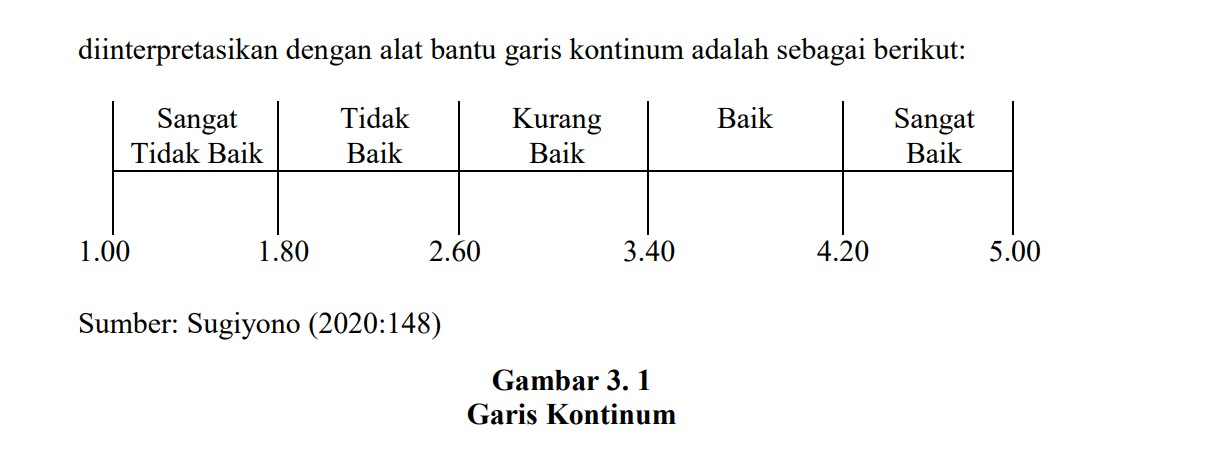 diinterpretasikan dengan alat bantu garis kontinum adalah sebagai berikut:
Sangat Tidak Kurang Baik Sangat
Tidak Baik Baik Baik Baik
1.00 1.80 2.60 3.40 4.20 5.00
Sumber: Sugiyono (2020:148)
Gambar 3. 1
Garis Kontinum